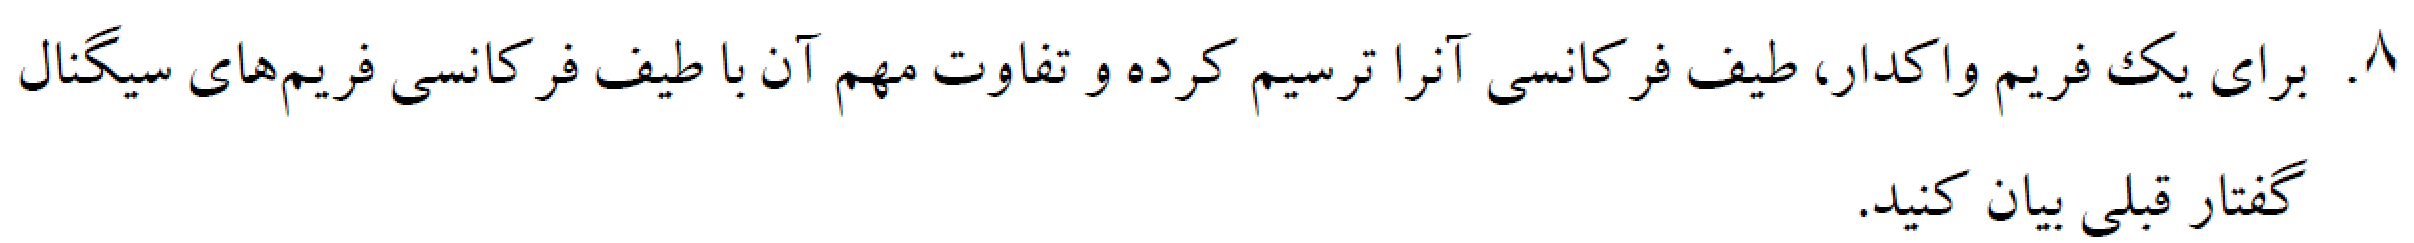 ۸. برای یک فریم واکدار، طیف فرکانسی آنرا ترسیم کرده و تفاوت مهم آن با طیف فرکانسی فریم‌های سیگنال
گفتار قبلی بیان کنید.